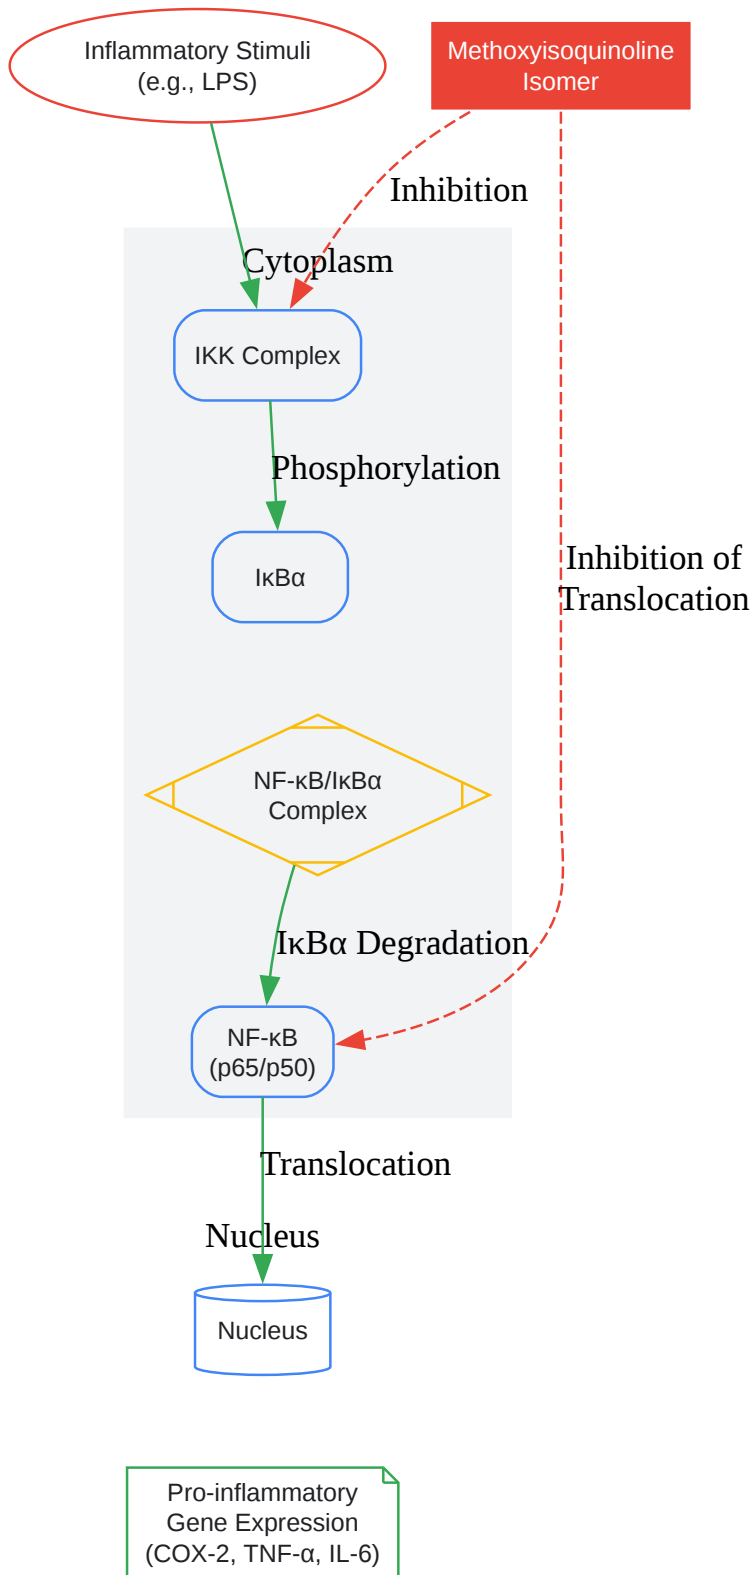 Inflammatory Stimuli
(e.g., LPS)
Methoxyisoquinoline
Isomer
Inhibition
Cytoplasm
IKK Complex
Phosphorylation
IκBα
Inhibition of
Translocation
NF-κB/IκBα
Complex
IκBα Degradation
NF-κB
(p65/p50)
Translocation
Nucleus
Nucleus
Pro-inflammatory
Gene Expression
(COX-2, TNF-α, IL-6)